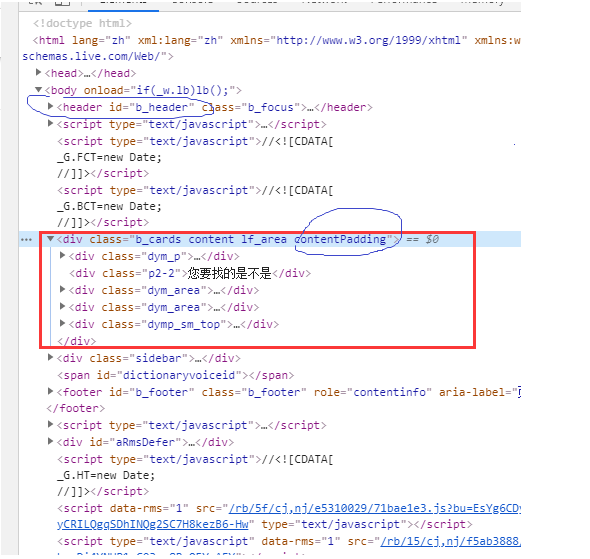 <!doctype html>
<html lang="zh" xml:lang="zh" xmlns="http://www.w3.org/1999/xhtml" xmlns:w
schemas.live.com/Web/">
<head>…</head>
<body onload="if(_w.lb)lb();">
<header id="b_header" class="b_focus">…</header>
<script type="text/javascript">…</script>
<script type="text/javascript">//<![CDATA[
_G.FCT=new Date;
//]]></script>
<script type="text/javascript">//<![CDATA[
_G.BCT=new Date;
//]]></script>
<div class="b_cards content lf_area contentPadding"> == $0
<div class="dym_p">…</div>
<div class="p2-2">您要找的是不是</div>
<div class="dym_area">…</div>
<div class="dym_area">…</div>
<div class="dymp_sm_top">…</div>
</div>
<div class="sidebar">…</div>
<span id="dictionaryvoiceid"></span>
<footer id="b_footer" class="b_footer" role="contentinfo" aria-label="
</footer>
<script type="text/javascript">…</script>
<div id="aRmsDefer">…</div>
<script type="text/javascript">//<![CDATA[
_G.HT=new Date;
//]]></script>
<script data-rms="1" src="/rb/5f/cj,nj/e5310029/71bae1e3.js?bu=EsYg6CD
yCRILQgqSDhINQg2SC7H8kezB6-Hw" type="text/javascript"></script>
<script type="text/javascript" data-rms="1" src="/rb/15/cj,nj/f5ab3888/